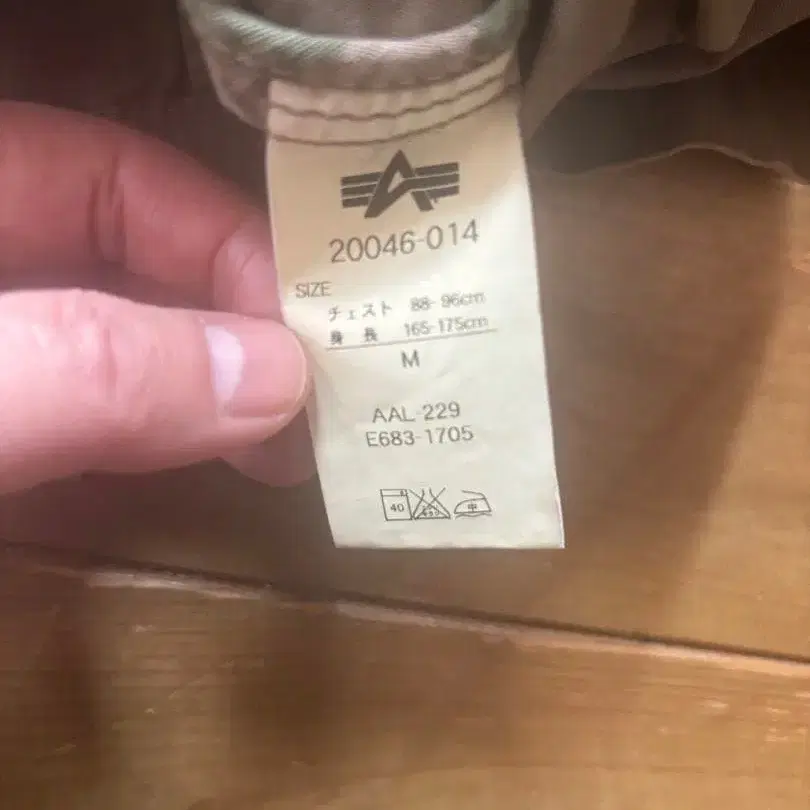 20046-014
SIZE
チェスト 88-96cm
身 長 165-175cm
M
AAL-229
E683-1705
40
中